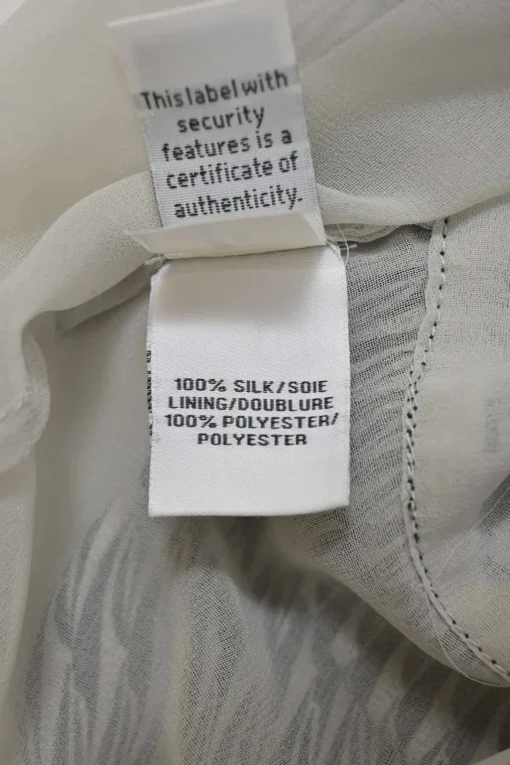 This label with
security
features is a
certificate of
authenticity.
100% SILK/SOIE
LINING/DOUBLURE
100% POLYESTER/
POLYESTER